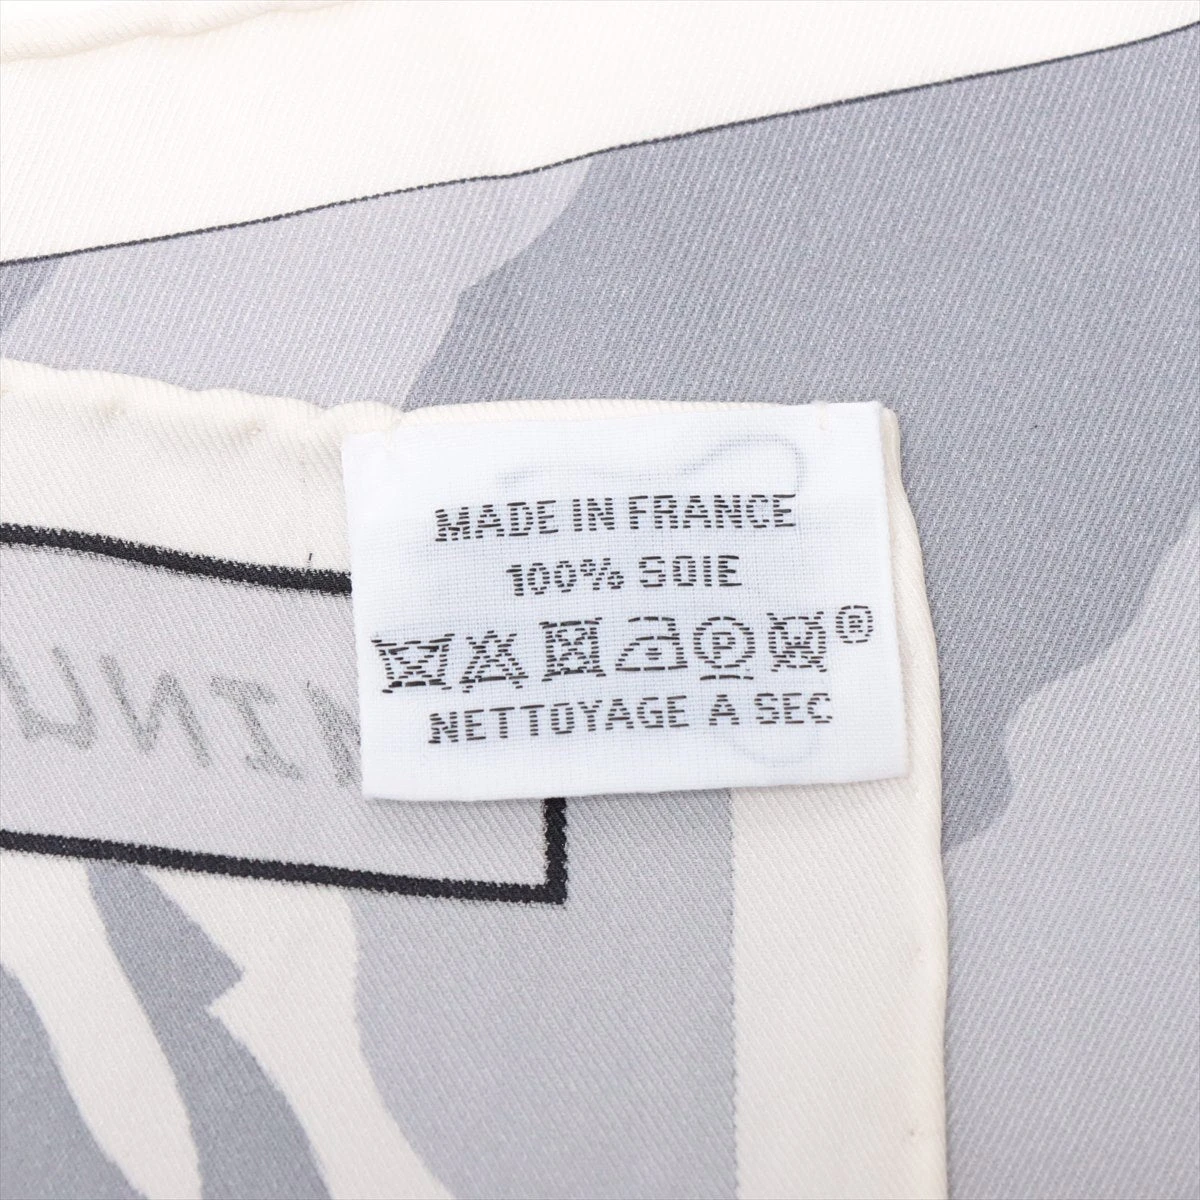 MADE IN FRANCE
100% SOIE
P W ®
NETTOYAGE A SEC